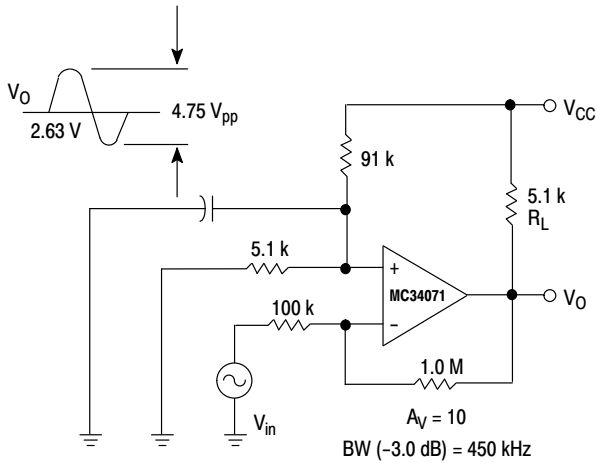 V_O
2.63 V
4.75 V_pp
V_CC
91 k
5.1 k
R_L
5.1 k
+
MC34071
V_O
100 k
−
1.0 M
V_in
A_V = 10
BW (−3.0 dB) = 450 kHz